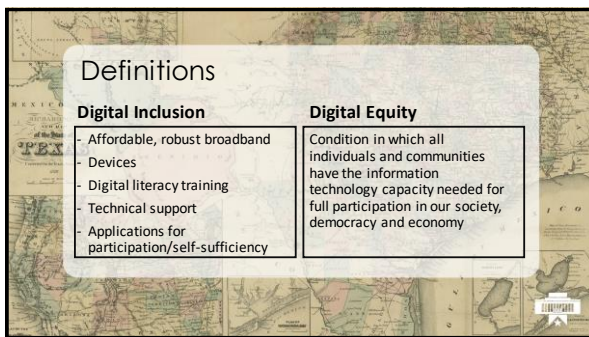 Definitions
Digital Inclusion
- Affordable, robust broadband
- Devices
- Digital literacy training
- Technical support
- Applications for
participation/self-sufficiency
Digital Equity
Condition in which all
individuals and communities
have the information
technology capacity needed for
full participation in our society,
democracy and economy
MEXICO
TEXAS